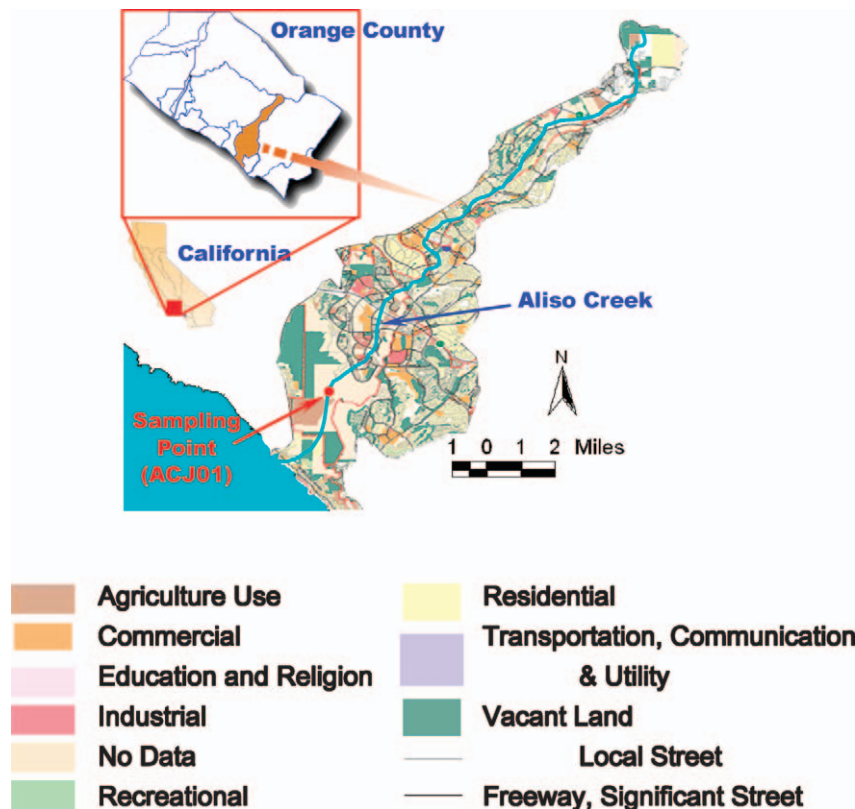 Orange County
California
Aliso Creek
N
Sampling
Point
(ACJ01)
1 0 1 2 Miles
Agriculture Use
Commercial
Education and Religion
Industrial
No Data
Recreational
Residential
Transportation, Communication
& Utility
Vacant Land
Local Street
Freeway, Significant Street